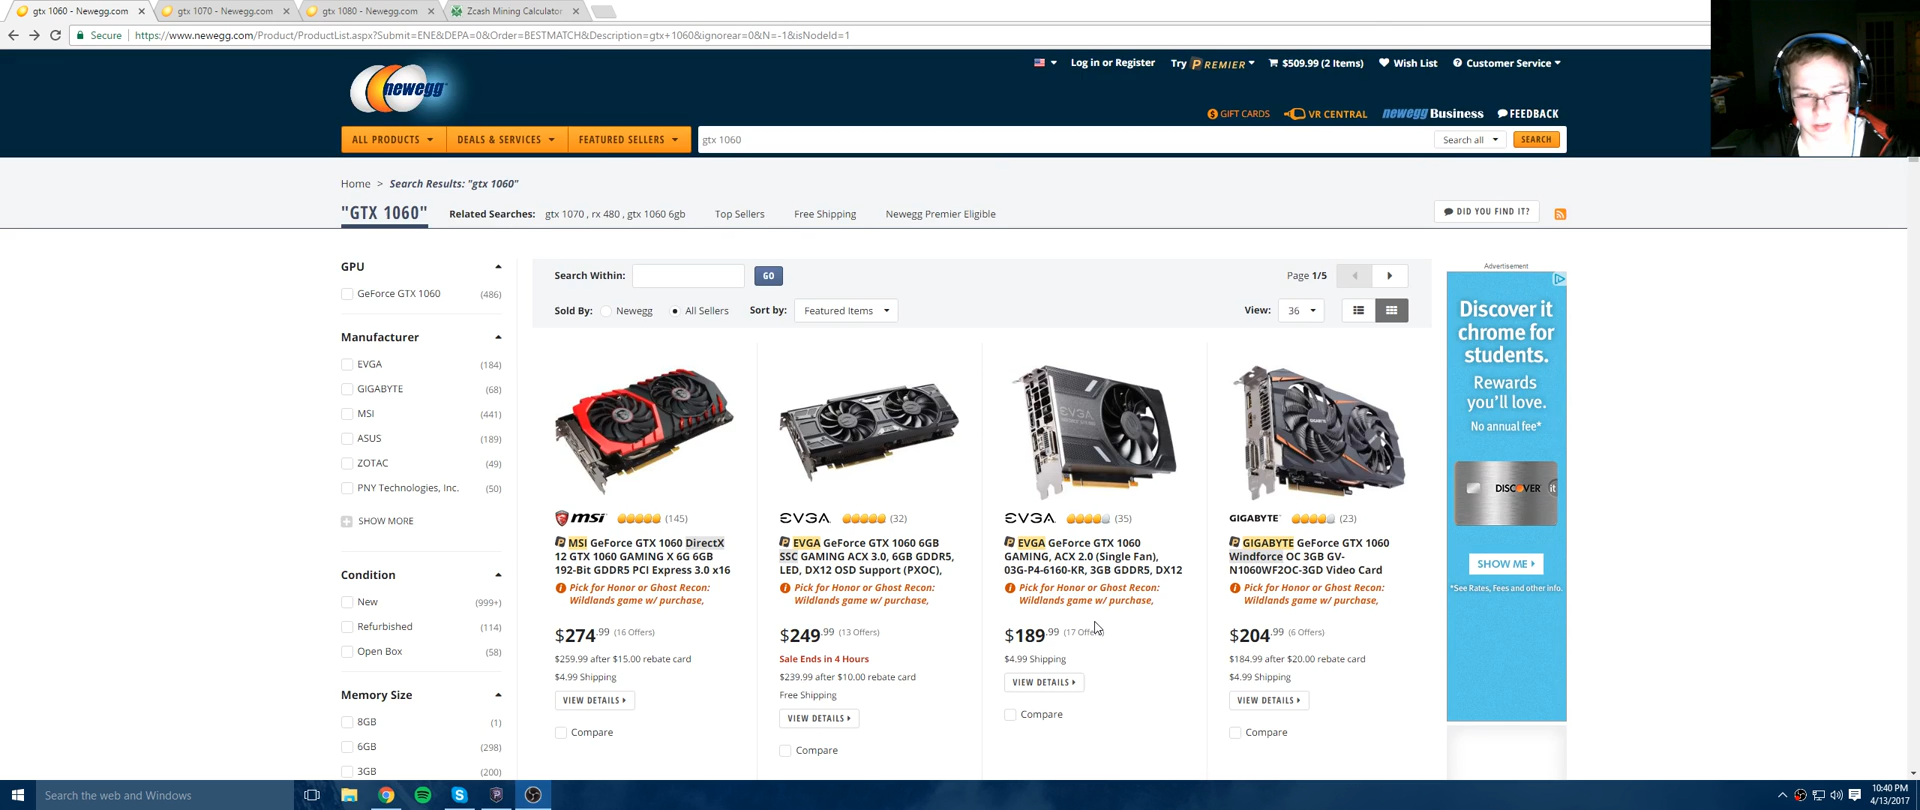 gtx 1060 - Newegg.com
gtx 1070 - Newegg.com
gtx 1080 - Newegg.com
Zcash Mining Calculator
Secure https://www.newegg.com/Product/ProductList.aspx?Submit=ENE&DEPA=0&Order=BESTMATCH&Description=gtx+1060&ignorear=0&N=-1&isNodeId=1
newegg
Log in or Register Try PREMIER $509.99 (2 Items) Wish List Customer Service
GIFT CARDS VR CENTRAL newegg Business FEEDBACK
ALL PRODUCTS DEALS & SERVICES FEATURED SELLERS gtx 1060 Search all SEARCH
Home > Search Results: "gtx 1060"
"GTX 1060" Related Searches: gtx 1070 , rx 480 , gtx 1060 6gb Top Sellers Free Shipping Newegg Premier Eligible DID YOU FIND IT?
GPU
GeForce GTX 1060 (486)
Manufacturer
EVGA (184)
GIGABYTE (68)
MSI (441)
ASUS (189)
ZOTAC (49)
PNY Technologies, Inc. (50)
SHOW MORE
Condition
New (999+)
Refurbished (114)
Open Box (58)
Memory Size
8GB (1)
6GB (298)
3GB (200)
Search Within: GO Page 1/5
Sold By: Newegg All Sellers Sort by: Featured Items View: 36
EVGA
msi (145)
MSI GeForce GTX 1060 DirectX
12 GTX 1060 GAMING X 6G 6GB
192-Bit GDDR5 PCI Express 3.0 x16
Pick for Honor or Ghost Recon:
Wildlands game w/ purchase,
$274.99 (16 Offers)
$259.99 after $15.00 rebate card
$4.99 Shipping
VIEW DETAILS
Compare
EVGA (32)
EVGA GeForce GTX 1060 6GB
SSC GAMING ACX 3.0, 6GB GDDR5,
LED, DX12 OSD Support (PXOC),
Pick for Honor or Ghost Recon:
Wildlands game w/ purchase,
$249.99 (13 Offers)
Sale Ends in 4 Hours
$239.99 after $10.00 rebate card
Free Shipping
VIEW DETAILS
Compare
EVGA (35)
EVGA GeForce GTX 1060
GAMING, ACX 2.0 (Single Fan),
03G-P4-6160-KR, 3GB GDDR5, DX12
Pick for Honor or Ghost Recon:
Wildlands game w/ purchase,
$189.99 (17 Offers)
$4.99 Shipping
VIEW DETAILS
Compare
GIGABYTE (23)
GIGABYTE GeForce GTX 1060
Windforce OC 3GB GV-
N1060WF2OC-3GD Video Card
Pick for Honor or Ghost Recon:
Wildlands game w/ purchase,
$204.99 (6 Offers)
$184.99 after $20.00 rebate card
$4.99 Shipping
VIEW DETAILS
Compare
Advertisement
Discover it
chrome for
students.
Rewards
you'll love.
No annual fee*
DISCOVER it
SHOW ME
*See Rates, Fees and other info.
Search the web and Windows
10:40 PM
4/13/2017